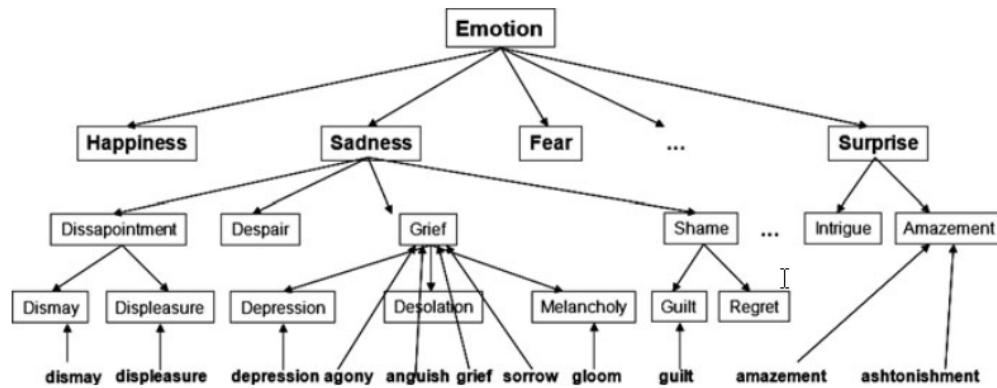 Emotion
Happiness Sadness Fear ... Surprise
Dissapointment Despair Grief Shame ... Intrigue Amazement
Dismay Displeasure Depression Desolation Melancholy Guilt Regret
dismay displeasure depression agony anguish grief sorrow gloom guilt amazement ashtonishment